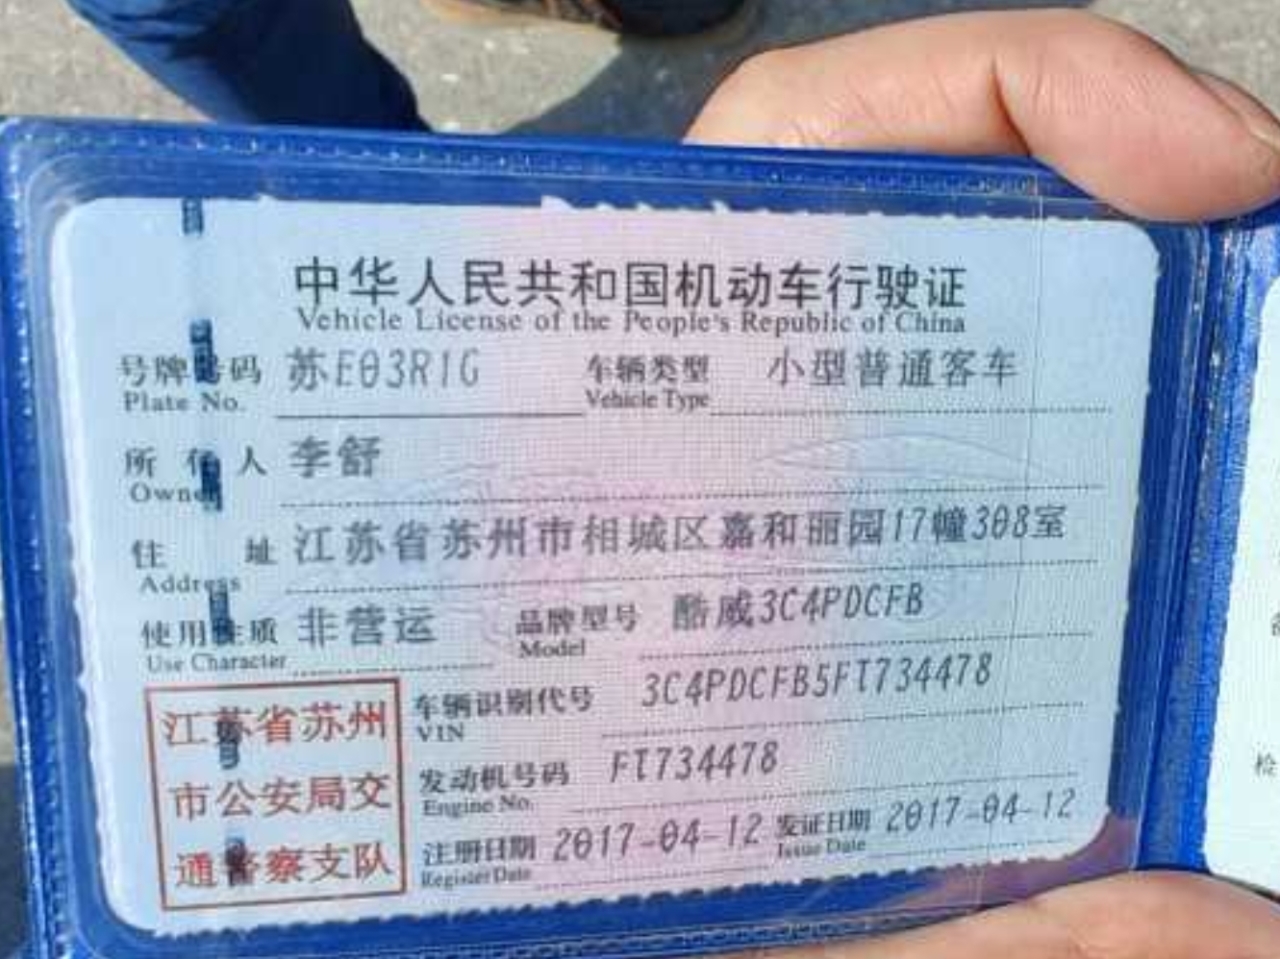 中华人民共和国机动车行驶证
Vehicle License of the People's Republic of China
号牌号码 苏E03R1G 车辆类型 小型普通客车
Plate No. Vehicle Type
所有人 李舒
Owner
住址 江苏省苏州市相城区嘉和丽园17幢308室
Address
使用性质 非营运 品牌型号 酷威3C4PDCFB
Use Character Model
江苏省苏州
市公安局交
通警察支队
车辆识别代号 3C4PDCFB5FT734478
VIN
发动机号码 FT734478
Engine No.
注册日期 2017-04-12 发证日期 2017-04-12
Register Date Issue Date
检